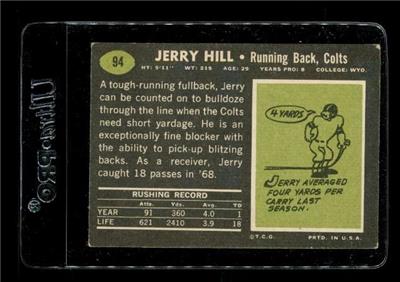 94
JERRY HILL • Running Back, Colts
HT: 5'11" WT: 215 AGE: 29 YEARS PRO: 8 COLLEGE: WYO.
A tough-running fullback, Jerry
can be counted on to bulldoze
through the line when the Colts
need short yardage. He is an
exceptionally fine blocker with
the ability to pick-up blitzing
backs. As a receiver, Jerry
caught 18 passes in '68.
RUSHING RECORD
Atts. Yds. Avg. TD
YEAR 91 360 4.0 1
LIFE 621 2410 3.9 18
4 YARDS
JERRY AVERAGED
FOUR YARDS PER
CARRY LAST
SEASON.
©T.C.G. PRTD. IN U.S.A.